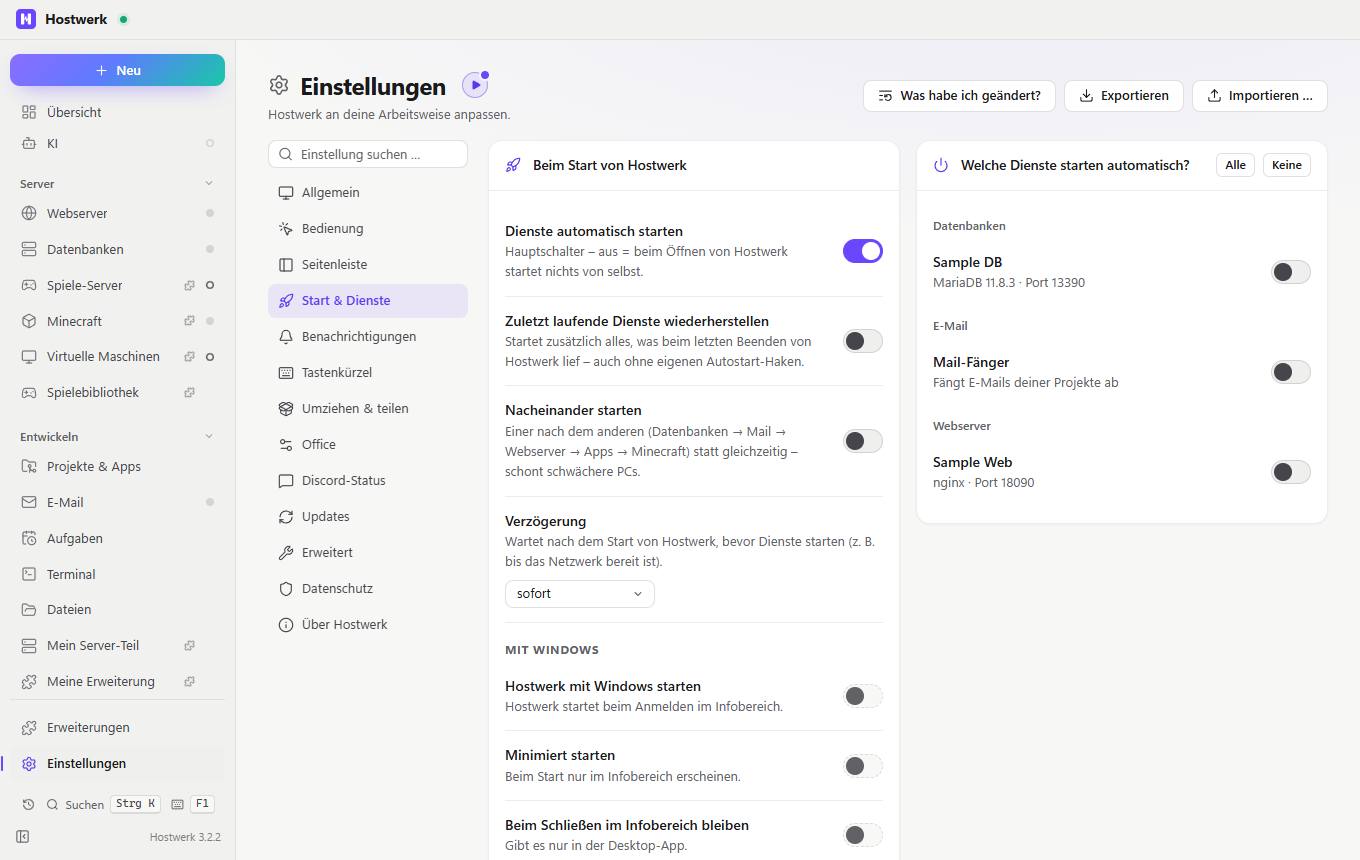 Hostwerk
Neu
Übersicht
KI
Server
Webserver
Datenbanken
Spiele-Server
Minecraft
Virtuelle Maschinen
Spielebibliothek
Entwickeln
Projekte & Apps
E-Mail
Aufgaben
Terminal
Dateien
Mein Server-Teil
Meine Erweiterung
Erweiterungen
Einstellungen
Suchen Strg K F1
Hostwerk 3.2.2
Einstellungen
Hostwerk an deine Arbeitsweise anpassen.
Was habe ich geändert?
Exportieren
Importieren ...
Einstellung suchen ...
Allgemein
Bedienung
Seitenleiste
Start & Dienste
Benachrichtigungen
Tastenkürzel
Umziehen & teilen
Office
Discord-Status
Updates
Erweitert
Datenschutz
Über Hostwerk
Beim Start von Hostwerk
Dienste automatisch starten
Hauptschalter – aus = beim Öffnen von Hostwerk
startet nichts von selbst.
Zuletzt laufende Dienste wiederherstellen
Startet zusätzlich alles, was beim letzten Beenden von
Hostwerk lief – auch ohne eigenen Autostart-Haken.
Nacheinander starten
Einer nach dem anderen (Datenbanken → Mail →
Webserver → Apps → Minecraft) statt gleichzeitig –
schont schwächere PCs.
Verzögerung
Wartet nach dem Start von Hostwerk, bevor Dienste starten (z. B.
bis das Netzwerk bereit ist).
sofort
MIT WINDOWS
Hostwerk mit Windows starten
Hostwerk startet beim Anmelden im Infobereich.
Minimiert starten
Beim Start nur im Infobereich erscheinen.
Beim Schließen im Infobereich bleiben
Gibt es nur in der Desktop-App.
Welche Dienste starten automatisch?
Alle
Keine
Datenbanken
Sample DB
MariaDB 11.8.3 · Port 13390
E-Mail
Mail-Fänger
Fängt E-Mails deiner Projekte ab
Webserver
Sample Web
nginx · Port 18090